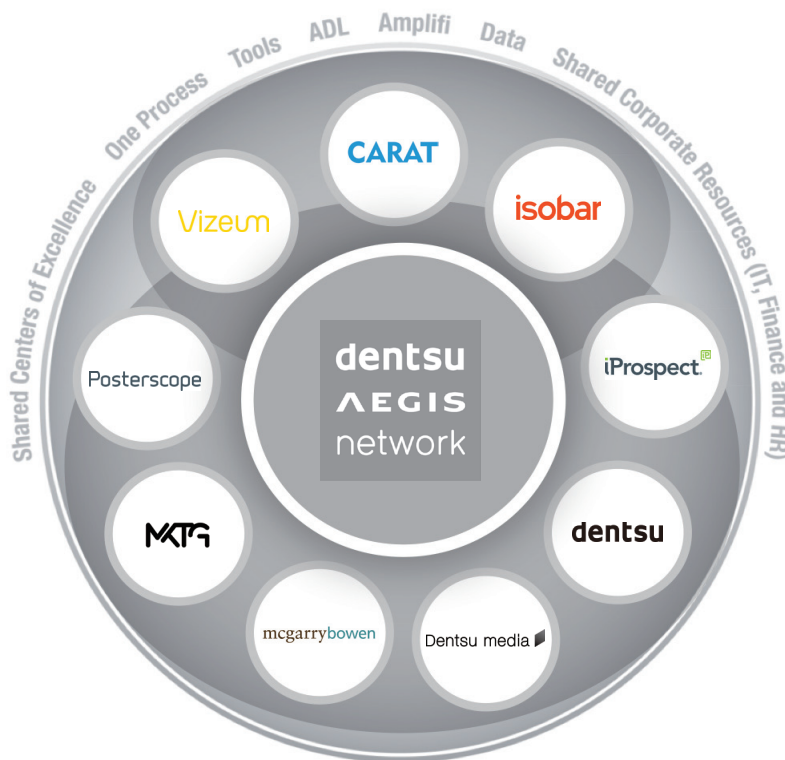 Shared Centers of Excellence
One Process
Tools
ADL
Amplifi
Data
Shared Corporate Resources (IT, Finance and HR)
CARAT
isobar
iProspect.
dentsu
Dentsu media
mcgarrybowen
MKTG
Posterscope
Vizeum
dentsu
AEGIS
network